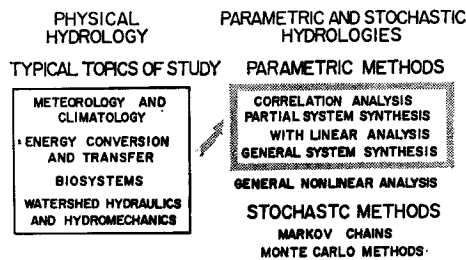 PHYSICAL
HYDROLOGY
TYPICAL TOPICS OF STUDY
METEOROLOGY AND
CLIMATOLOGY
ENERGY CONVERSION
AND TRANSFER
BIOSYSTEMS
WATERSHED HYDRAULICS
AND HYDROMECHANICS
PARAMETRIC AND STOCHASTIC
HYDROLOGIES
PARAMETRIC METHODS
CORRELATION ANALYSIS
PARTIAL SYSTEM SYNTHESIS
WITH LINEAR ANALYSIS
GENERAL SYSTEM SYNTHESIS
GENERAL NONLINEAR ANALYSIS
STOCHASTC METHODS
MARKOV CHAINS
MONTE CARLO METHODS